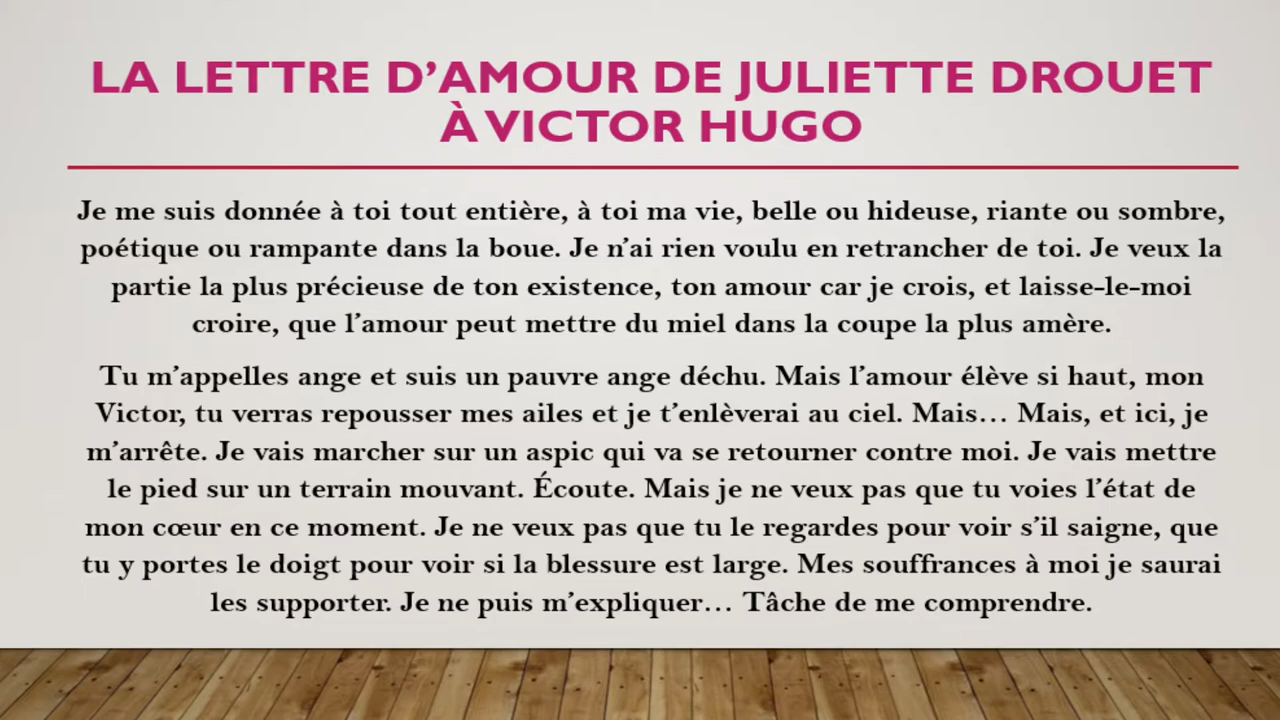 LA LETTRE D’AMOUR DE JULIETTE DROUET
À VICTOR HUGO
Je me suis donnée à toi tout entière, à toi ma vie, belle ou hideuse, riante ou sombre,
poétique ou rampante dans la boue. Je n’ai rien voulu en retrancher de toi. Je veux la
partie la plus précieuse de ton existence, ton amour car je crois, et laisse-le-moi
croire, que l’amour peut mettre du miel dans la coupe la plus amère.
Tu m’appelles ange et suis un pauvre ange déchu. Mais l’amour élève si haut, mon
Victor, tu verras repousser mes ailes et je t’enlèverai au ciel. Mais… Mais, et ici, je
m’arrête. Je vais marcher sur un aspic qui va se retourner contre moi. Je vais mettre
le pied sur un terrain mouvant. Écoute. Mais je ne veux pas que tu voies l’état de
mon cœur en ce moment. Je ne veux pas que tu le regardes pour voir s’il saigne, que
tu y portes le doigt pour voir si la blessure est large. Mes souffrances à moi je saurai
les supporter. Je ne puis m’expliquer… Tâche de me comprendre.